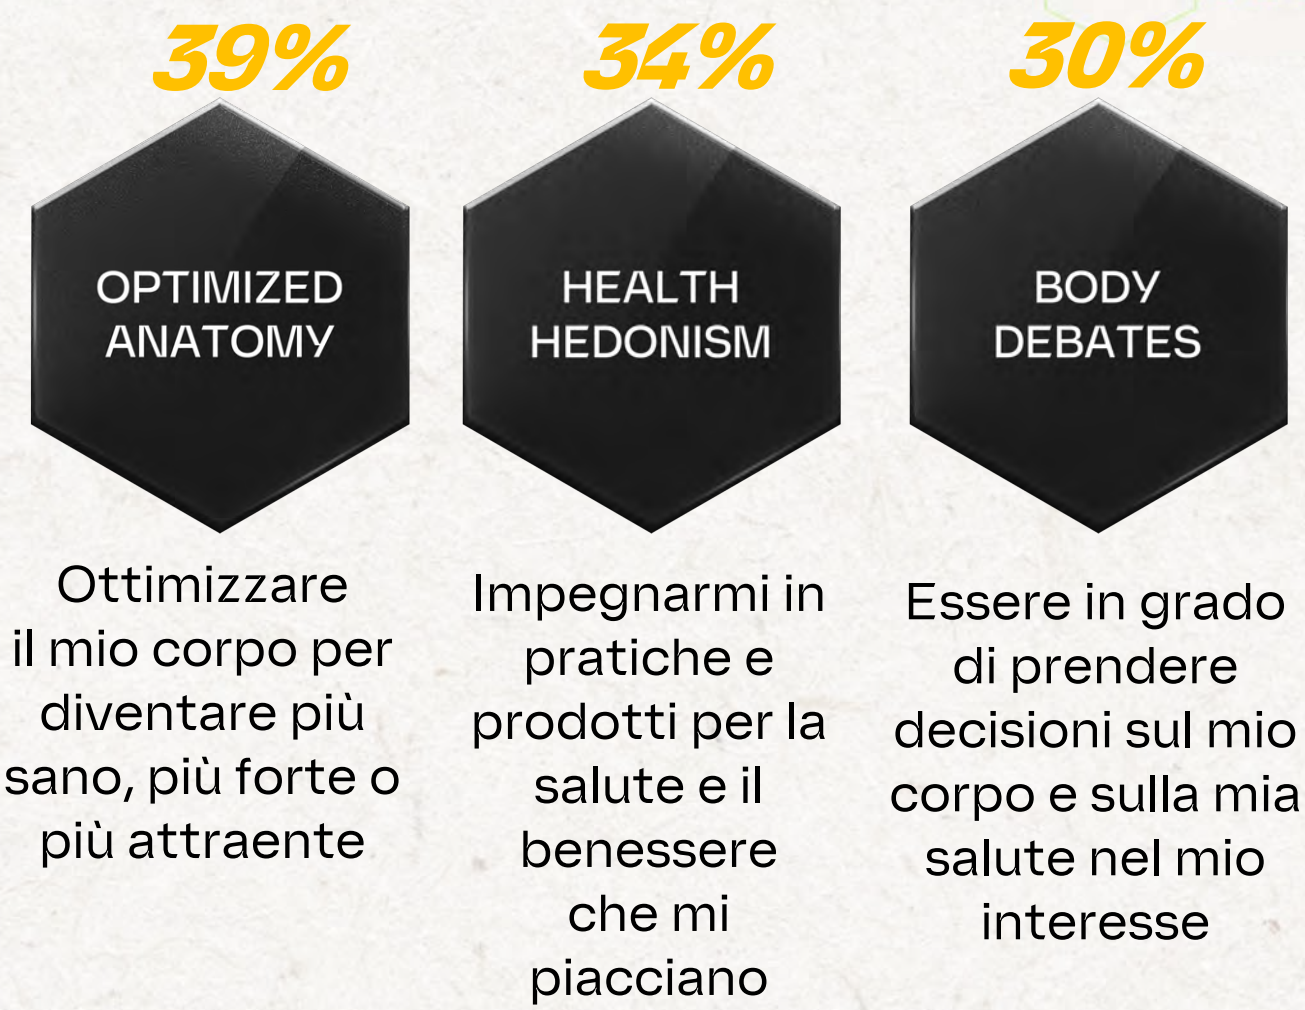 39%
OPTIMIZED
ANATOMY
Ottimizzare
il mio corpo per
diventare più
sano, più forte o
più attraente
34%
HEALTH
HEDONISM
Impegnarmi in
pratiche e
prodotti per la
salute e il
benessere
che mi
piacciano
30%
BODY
DEBATES
Essere in grado
di prendere
decisioni sul mio
corpo e sulla mia
salute nel mio
interesse